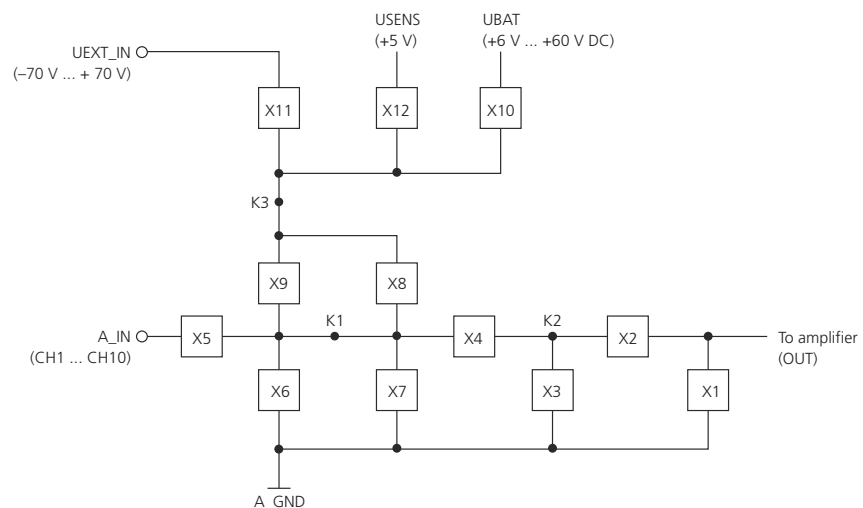 USENS
UBAT
UEXT_IN
(+5 V)
(+6 V ... +60 V DC)
(–70 V ... + 70 V)
X11
X12
X10
K3
X9
X8
A_IN
X5
K1
X4
K2
X2
To amplifier
(CH1 ... CH10)
(OUT)
X6
X7
X3
X1
A_GND